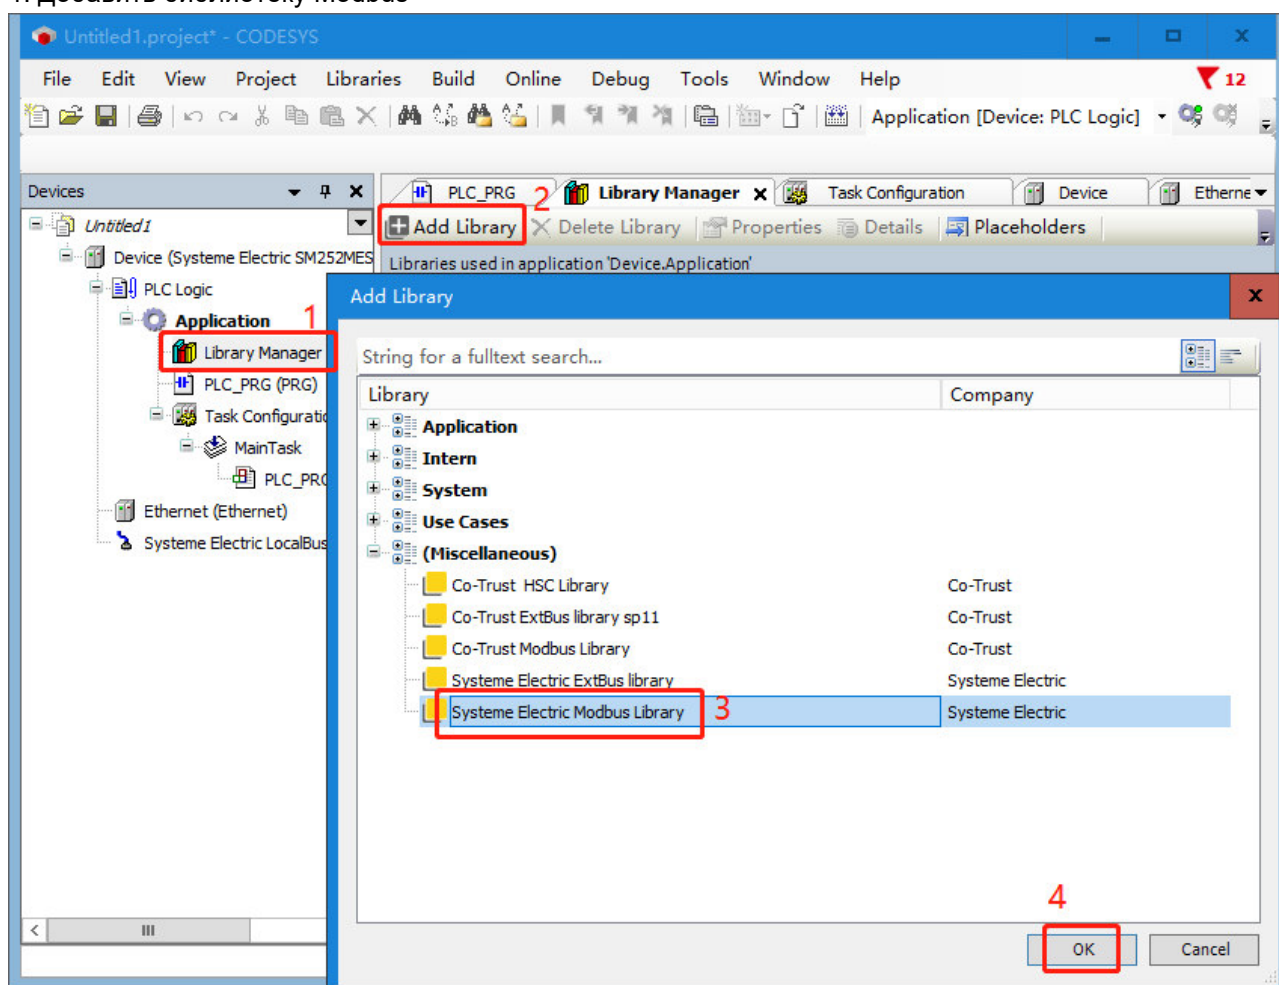 1. Добавить библиотеку Modbus
Untitled1.project* - CODESYS
File Edit View Project Libraries Build Online Debug Tools Window Help 12
Application [Device: PLC Logic]
Devices
PLC_PRG 2 Library Manager Task Configuration Device Etherne
Untitled1
Add Library Delete Library Properties Details Placeholders
Device (Systeme Electric SM252MES
Libraries used in application 'Device.Application'
PLC Logic
Add Library
Application 1
Library Manager
String for a fulltext search...
PLC_PRG (PRG)
Library Company
Task Configuratio
Application
MainTask
Intern
PLC_PRG
System
Ethernet (Ethernet)
Use Cases
Systeme Electric LocalBus
(Miscellaneous)
Co-Trust HSC Library Co-Trust
Co-Trust ExtBus library sp11 Co-Trust
Co-Trust Modbus Library Co-Trust
Systeme Electric ExtBus library Systeme Electric
Systeme Electric Modbus Library 3 Systeme Electric
4
OK Cancel